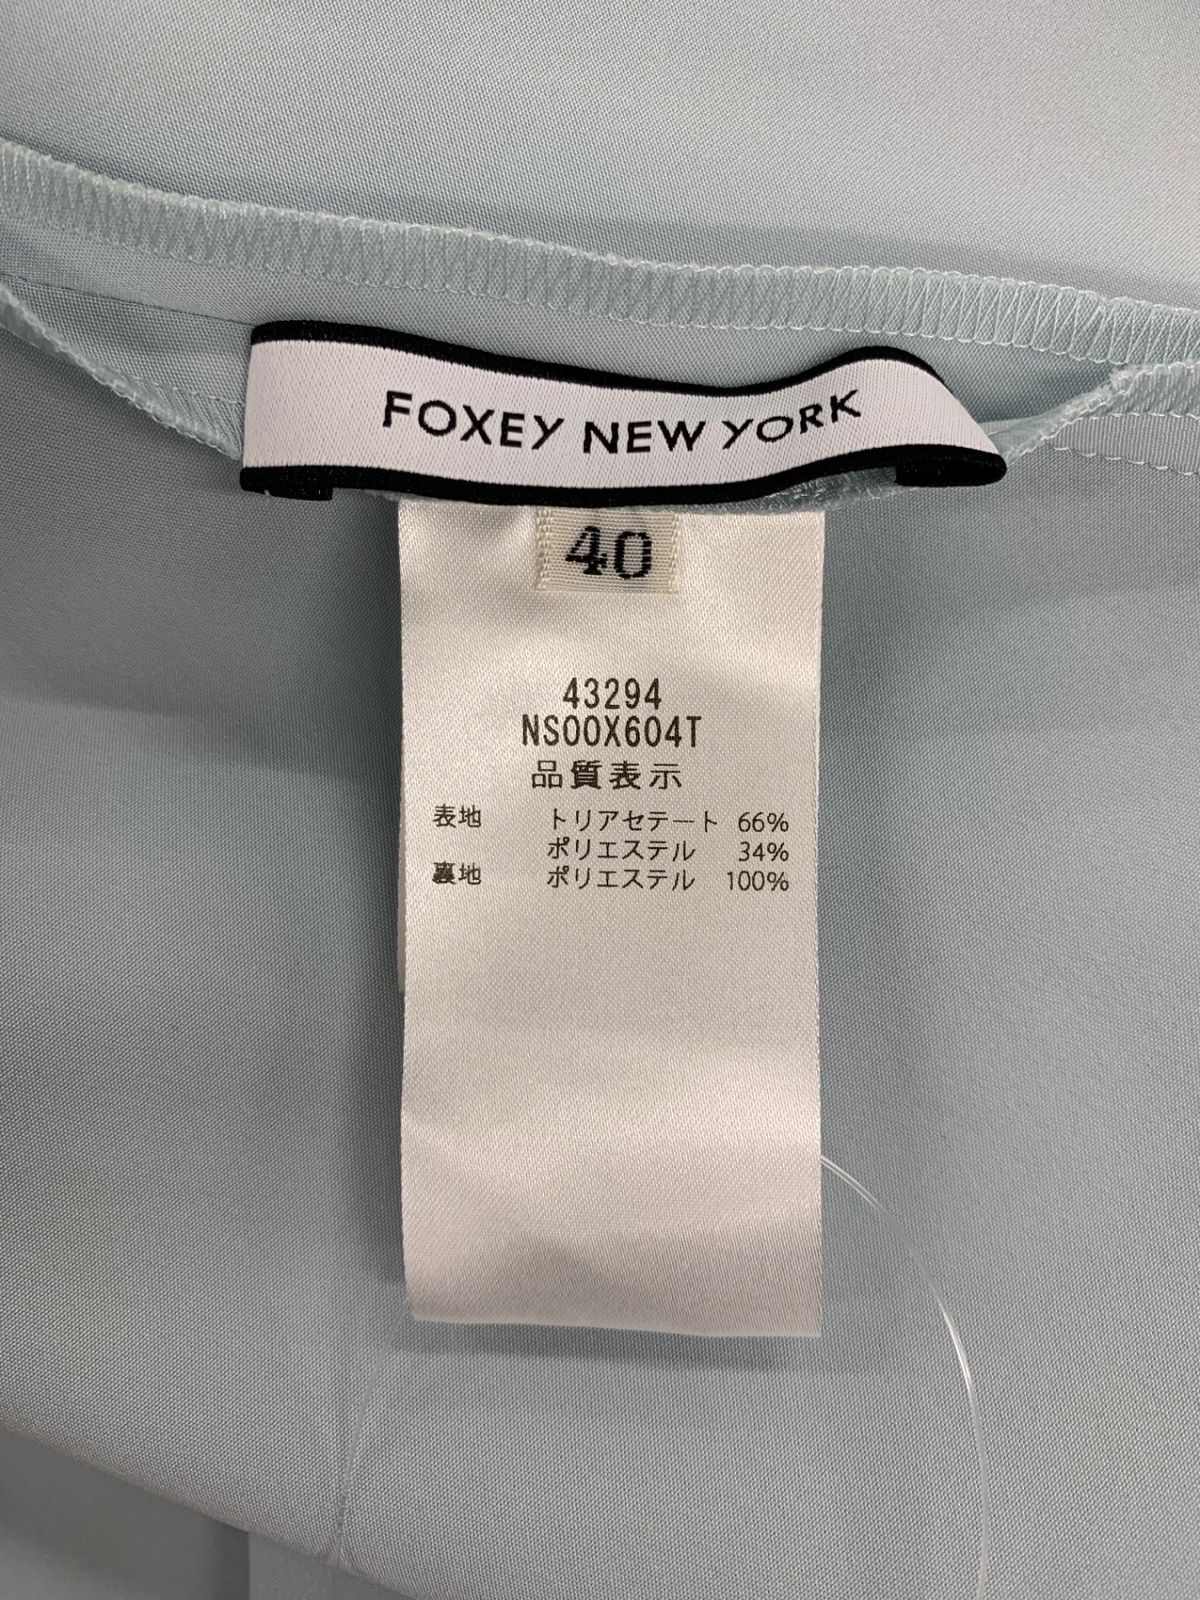 FOXEY NEW YORK
40
43294
NS00X604T
品質表示
表地 トリアセテート 66%
ポリエステル 34%
裏地 ポリエステル 100%